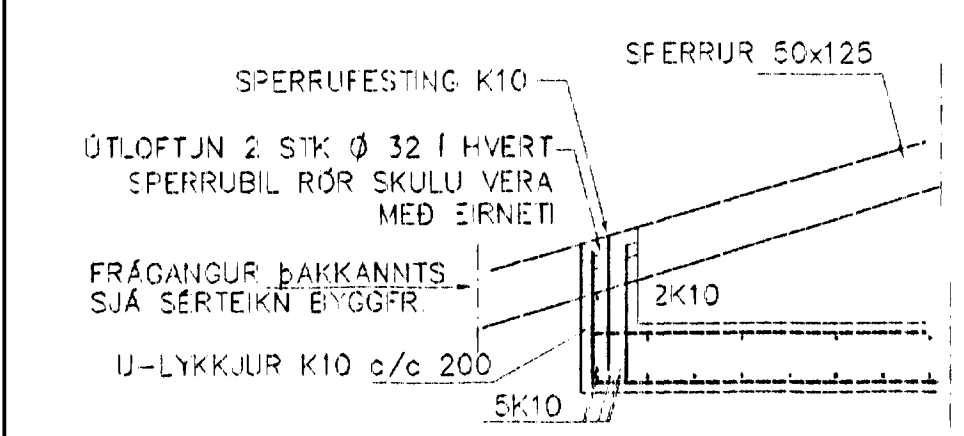 SPERRUR 50x125
SPERRUFESTING K10
ÚTLOFTUN 2 STK Ø 32 Í HVERT
SPERRUBIL RÖR SKULU VERA
MEÐ EIRNETI
FRÁGANGUR ÞAKKANNTS
SJÁ SÉRTEIKN BYGGFR.
2K10
U-LYKKJUR K10 c/c 200
5K10